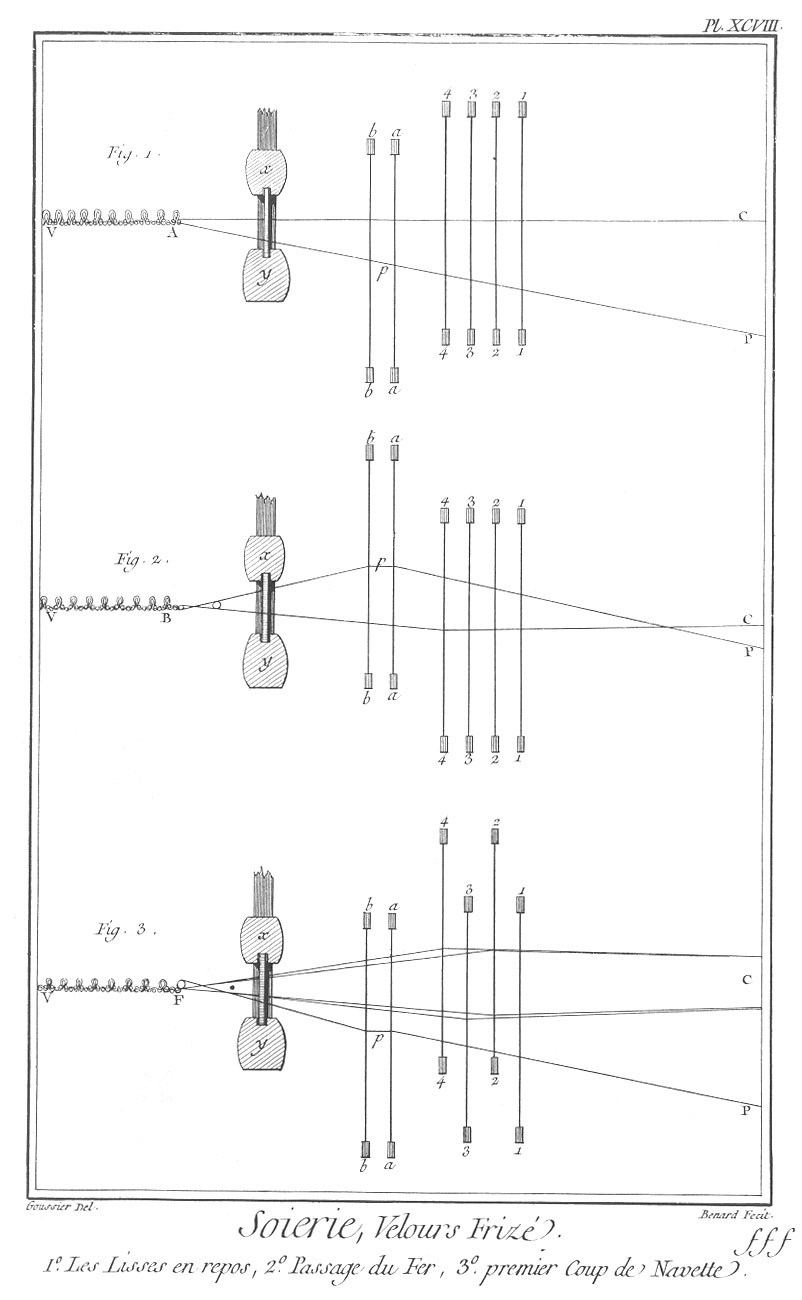 Pl. XCVIII.
4 3 2 1
b a
Fig. 1.
x
V A C
y p
P
4 3 2 1
b a
b a
4 3 2 1
Fig. 2.
x
p
V B C
y P
b a
4 3 2 1
4 2
3 1
b a
Fig. 3.
x
C
V F
y p
4 2
P
3 1
b a
Goussier Del. Benard Fecit.
Soierie, Velours Frizé.
fff
1.º Les Lisses en repos, 2.º Passage du Fer, 3.º premier Coup de Navette.